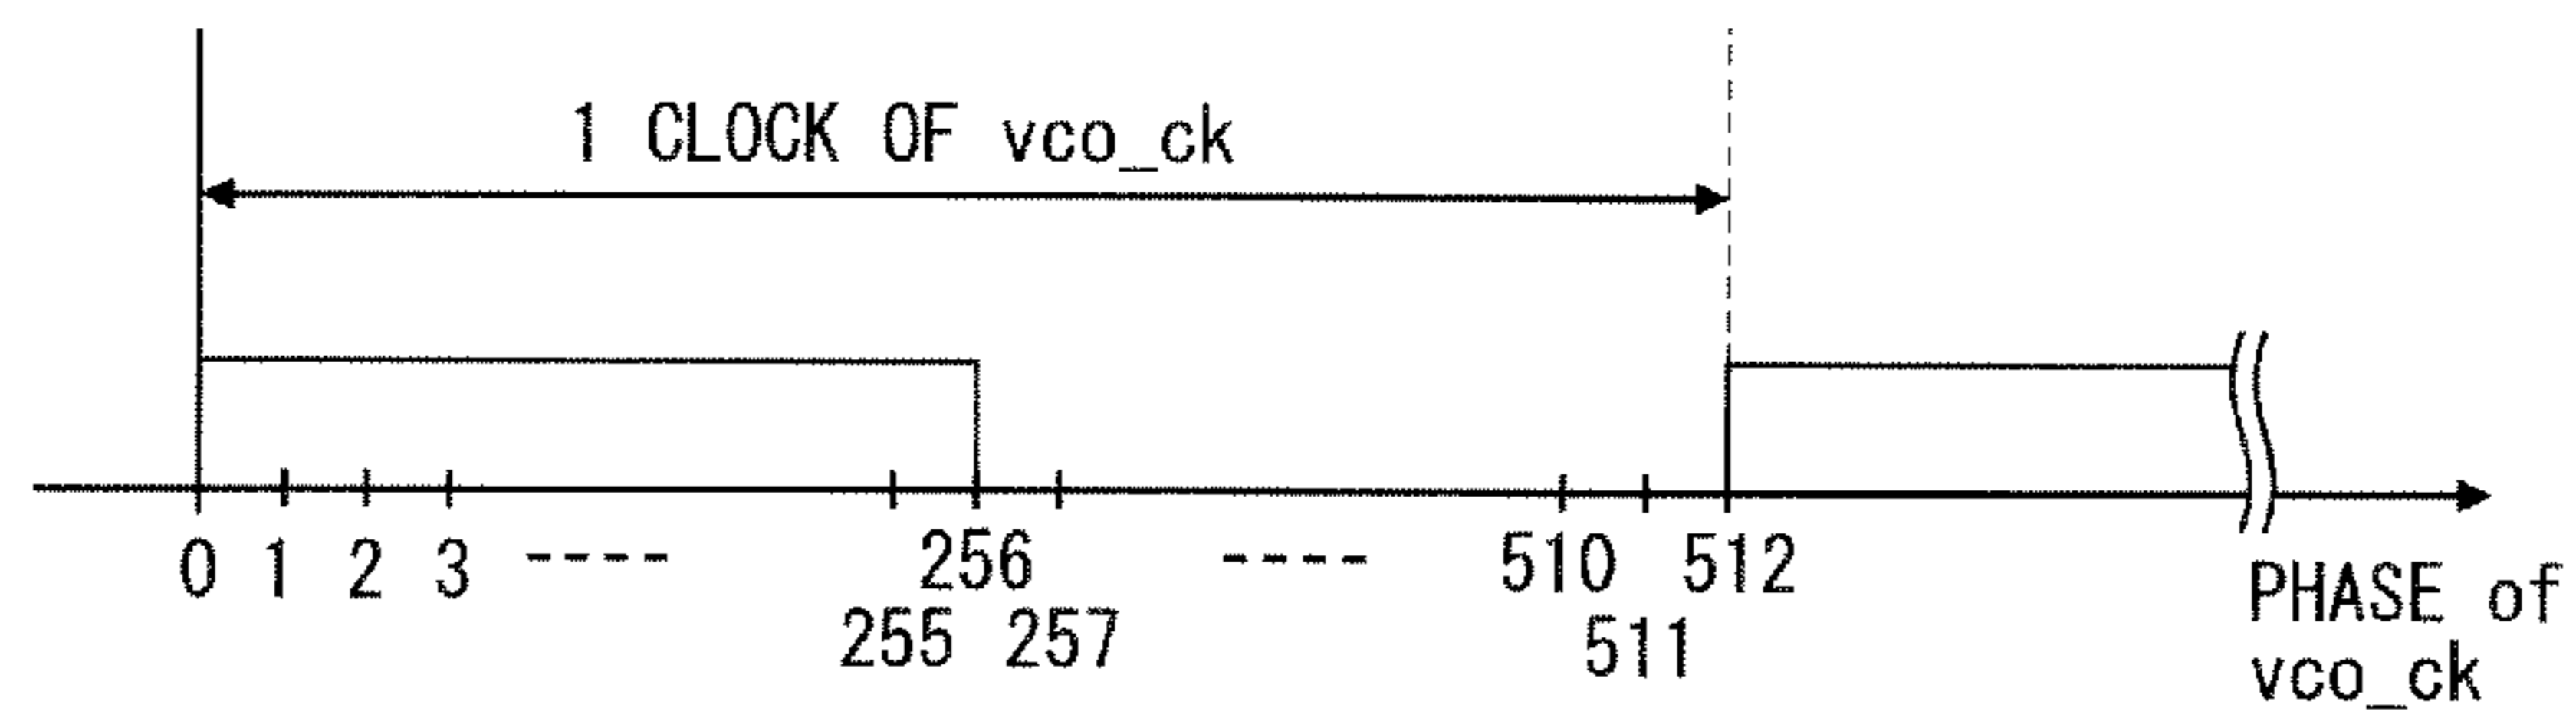 1 CLOCK OF vco_ck
0 1 2 3 ---- 256 ---- 510 512
255 257 511
PHASE of
vco_ck